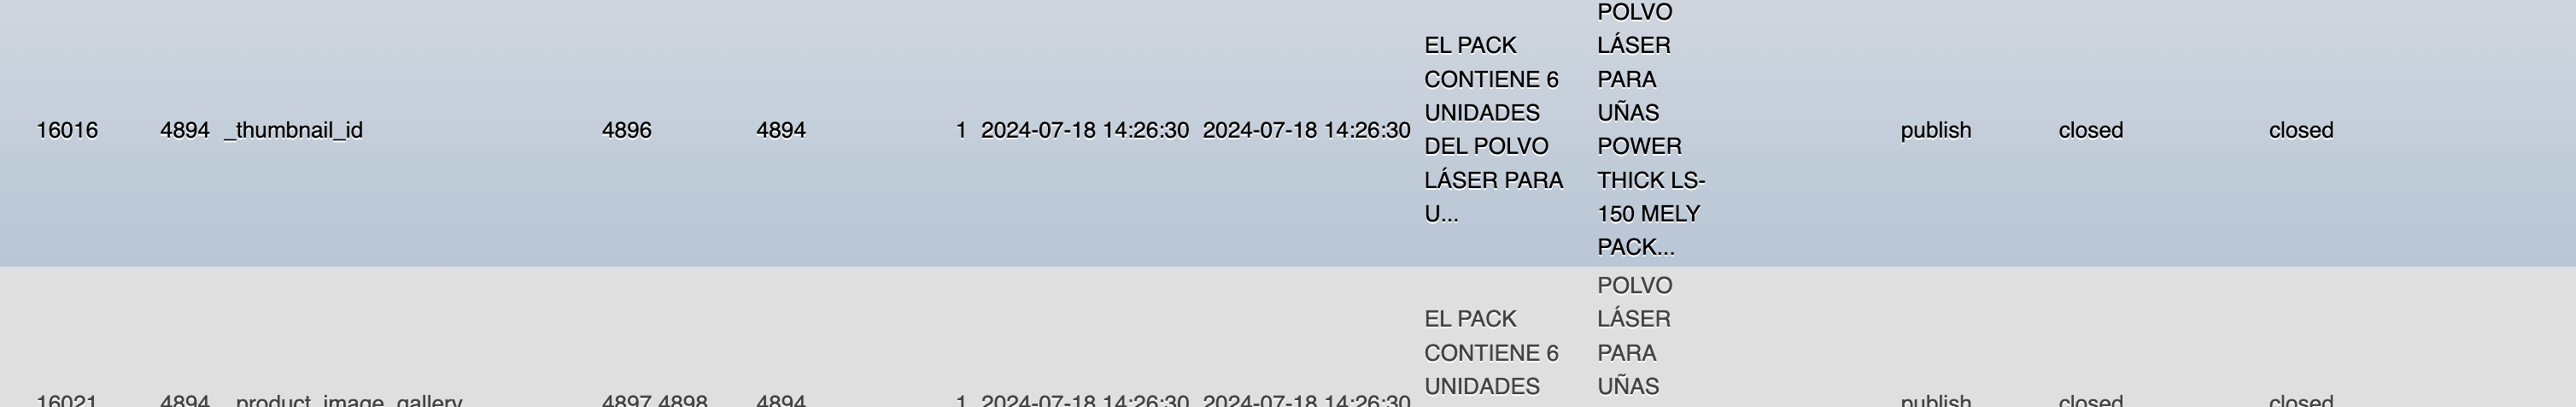 16016 4894 _thumbnail_id 4896 4894 1 2024-07-18 14:26:30 2024-07-18 14:26:30
EL PACK
CONTIENE 6
UNIDADES
DEL POLVO
LÁSER PARA
U...
POLVO
LÁSER
PARA
UÑAS
POWER
THICK LS-
150 MELY
PACK...
publish closed closed
16021 4894 _product_image_gallery 4897,4898 4894 1 2024-07-18 14:26:30 2024-07-18 14:26:30
EL PACK
CONTIENE 6
UNIDADES
POLVO
LÁSER
PARA
UÑAS
publish closed closed